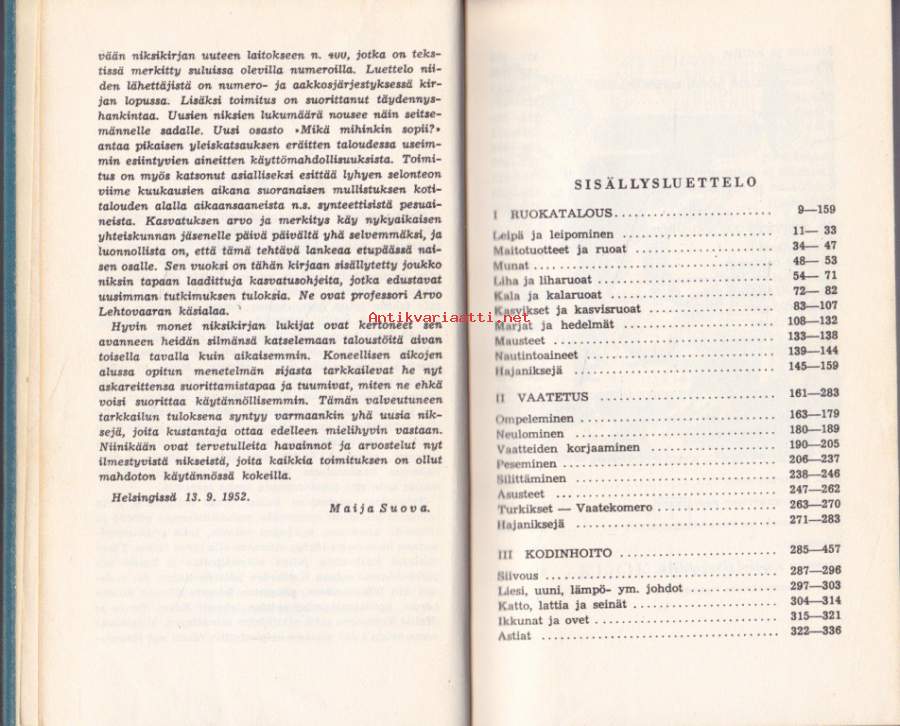 vään niksikirjan uuteen laitokseen n. 400, jotka on teks-
tissä merkitty suluissa olevilla numeroilla. Luettelo nii-
den lähettäjistä on numero- ja aakkosjärjestyksessä kir-
jan lopussa. Lisäksi toimitus on suorittanut täydennys-
hankintaa. Uusien niksien lukumäärä nousee näin seitse-
männelle sadalle. Uusi osasto »Mikä mihinkin sopii?»
antaa pikaisen yleiskatsauksen eräitten taloudessa useim-
min esiintyvien aineitten käyttömahdollisuuksista. Toimi-
tus on myös katsonut asialliseksi esittää lyhyen selonteon
viime kuukausien aikana suoranaisen mullistuksen koti-
talouden alalla aikaansaaneista n.s. synteettisistä pesuai-
neista. Kasvatuksen arvo ja merkitys käy nykyaikaisen
yhteiskunnan jäsenelle päivä päivältä yhä selvemmäksi, ja
luonnollista on, että tämä tehtävä lankeaa etupäässä nai-
sen osalle. Sen vuoksi on tähän kirjaan sisällytetty joukko
niksin tapaan laadittuja kasvatusohjeita, jotka edustavat
uusimman tutkimuksen tuloksia. Ne ovat professori Arvo
Lehtovaaran käsialaa.
Hyvin monet niksikirjan lukijat ovat kertoneet sen
avanneen heidän silmänsä katselemaan taloustöitä aivan
toisella tavalla kuin aikaisemmin. Koneellisen aikojen
alussa opitun menetelmän sijasta tarkkailevat he nyt
askareittensa suorittamistapaa ja tuumivat, miten ne ehkä
voisi suorittaa käytännöllisemmin. Tämän valveutuneen
tarkkailun tuloksena syntyy varmaankin yhä uusia nik-
sejä, joita kustantaja ottaa edelleen mielihyvin vastaan.
Niinikään ovat tervetulleita havainnot ja arvostelut nyt
ilmestyvistä nikseistä, joita kaikkia toimituksen on ollut
mahdoton käytännössä kokeilla.
Helsingissä 13. 9. 1952.
Maija Suova.
Antikvariaatti.net
SISÄLLYSLUETTELO
I RUOKATALOUS 9—159
Leipä ja leipominen 11— 33
Maitotuotteet ja ruoat 34— 47
Munat 48— 53
Liha ja liharuoat 54— 71
Kala ja kalaruoat 72— 82
Kasvikset ja kasvisruoat 83—107
Marjat ja hedelmät 108—132
Mausteet 133—138
Nautintoaineet 139—144
Hajaniksejä 145—159
II VAATETUS 161—283
Ompeleminen 163—179
Neulominen 180—189
Vaatteiden korjaaminen 190—205
Peseminen 206—237
Silittäminen 238—246
Asusteet 247—262
Turkikset — Vaatekomero 263—270
Hajaniksejä 271—283
III KODINHOITO 285—457
Siivous 287—296
Liesi, uuni, lämpö- ym. johdot 297—303
Katto, lattia ja seinät 304—314
Ikkunat ja ovet 315—321
Astiat 322—336